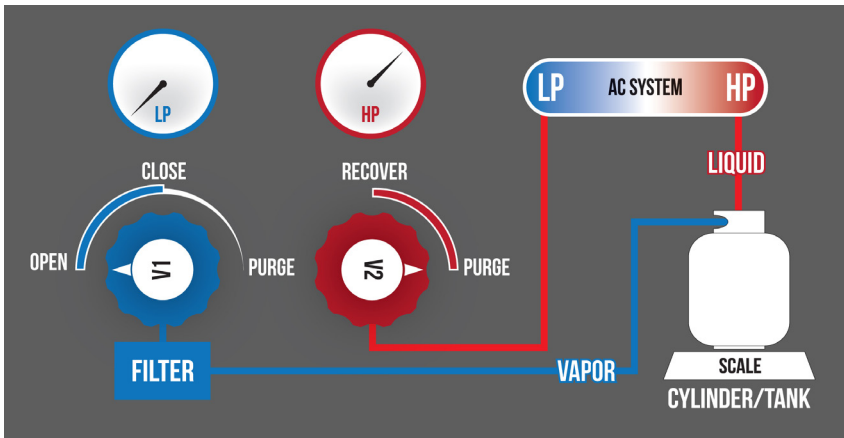 LP
HP
LP
AC SYSTEM
HP
CLOSE
RECOVER
LIQUID
OPEN
V1
PURGE
V2
PURGE
FILTER
VAPOR
SCALE
CYLINDER/TANK